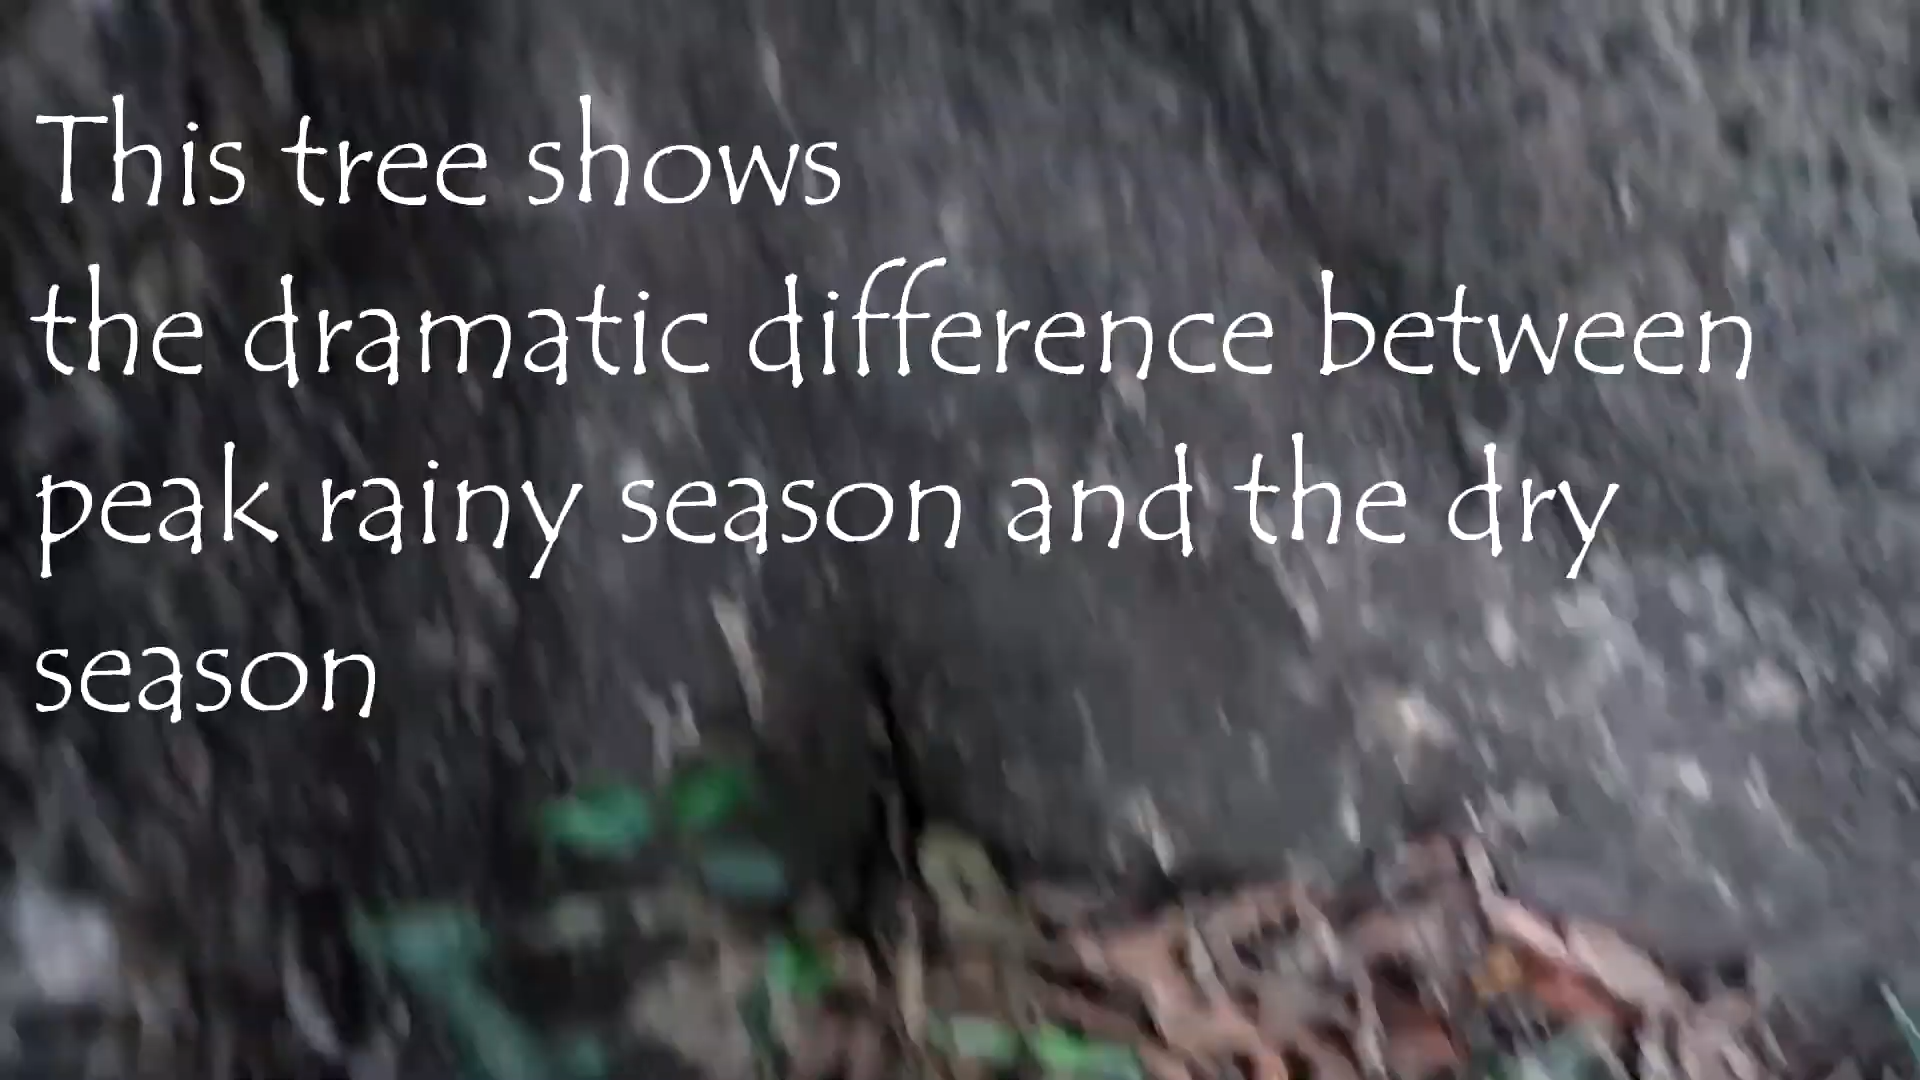 This tree shows
the dramatic difference between
peak rainy season and the dry
season